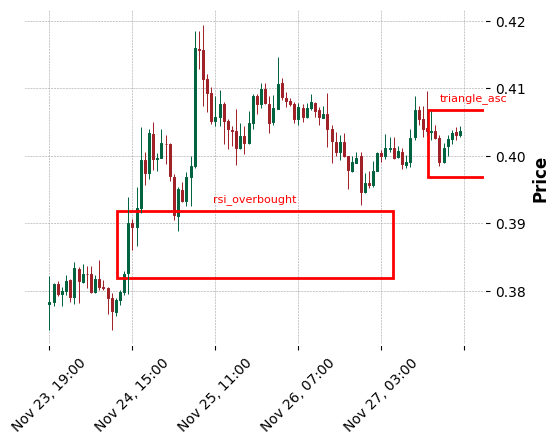 0.42
0.41
triangle_asc
0.40
Price
rsi_overbought
0.39
0.38
Nov 23, 19:00
Nov 24, 15:00
Nov 25, 11:00
Nov 26, 07:00
Nov 27, 03:00